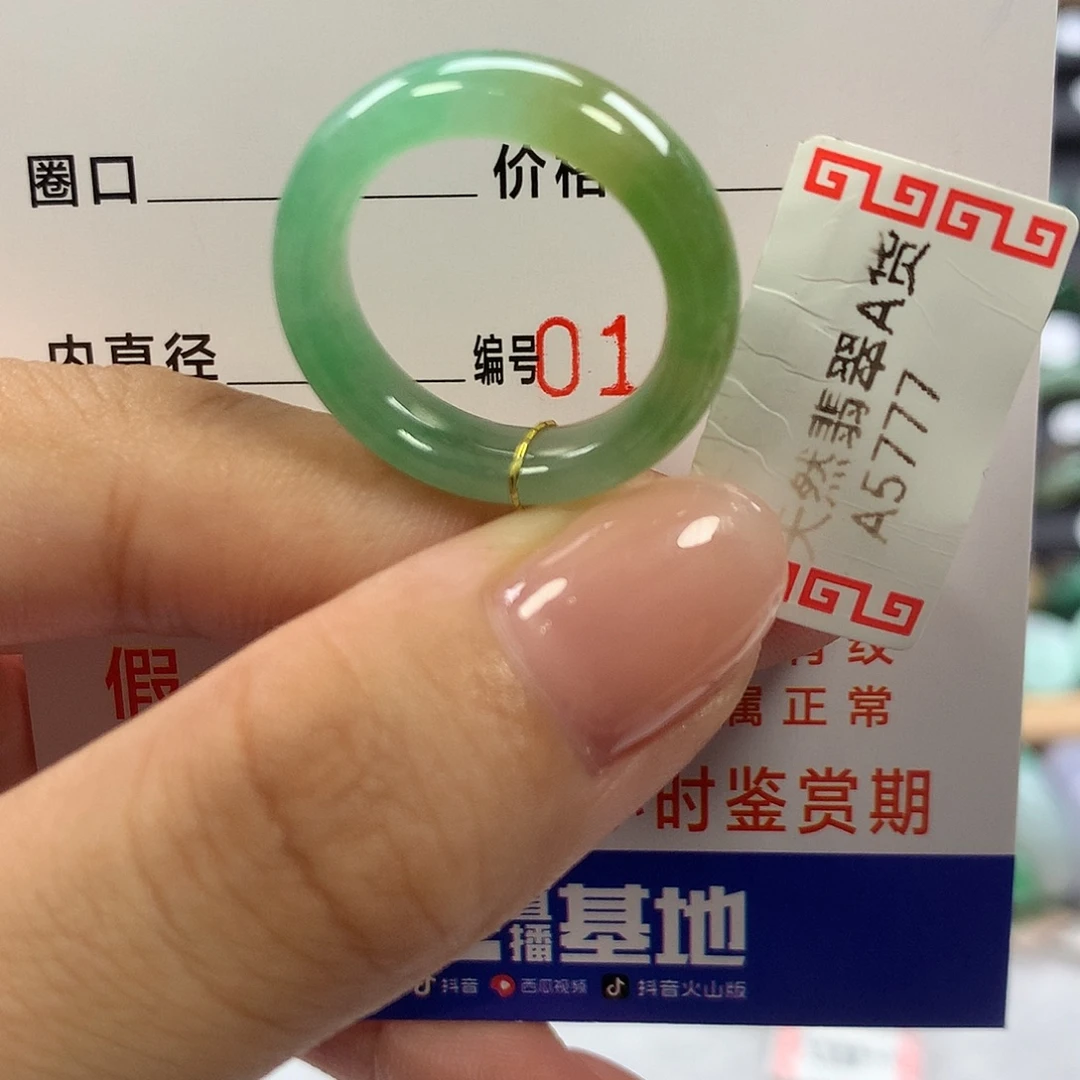 圈口 价格
内直径 编号01
天然翡翠A货
A5777
假
有纹
属正常
时鉴赏期
直播基地
抖音 西瓜视频 抖音火山版